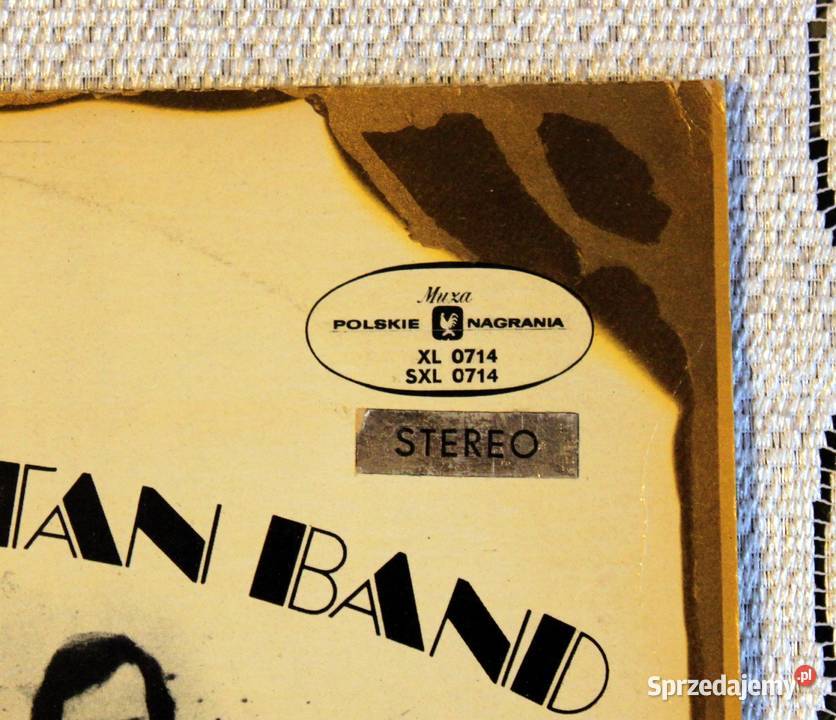 Muza
POLSKIE NAGRANIA
XL 0714
SXL 0714
STEREO
TAN BAND
Sprzedajemy.pl